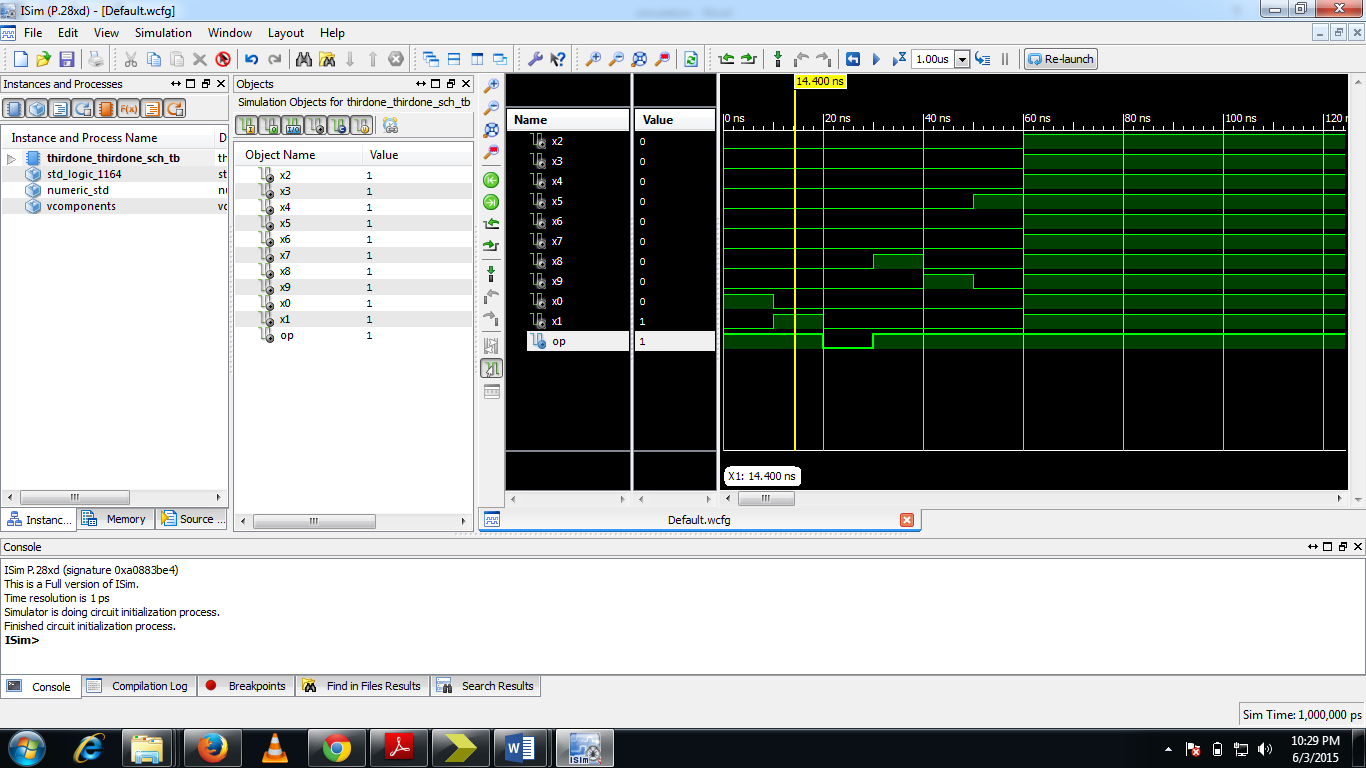 ISim (P.28xd) - [Default.wcfg]
File Edit View Simulation Window Layout Help
1.00us Re-launch
Instances and Processes
Instance and Process Name D
thirdone_thirdone_sch_tb th
std_logic_1164 st
numeric_std nu
vcomponents vc
Instanc... Memory Source ...
Objects
Simulation Objects for thirdone_thirdone_sch_tb
Object Name Value
x2 1
x3 1
x4 1
x5 1
x6 1
x7 1
x8 1
x9 1
x0 1
x1 1
op 1
Name Value
x2 0
x3 0
x4 0
x5 0
x6 0
x7 0
x8 0
x9 0
x0 0
x1 1
op 1
14.400 ns
0 ns 20 ns 40 ns 60 ns 80 ns 100 ns 120 n
X1: 14.400 ns
Default.wcfg
Console
ISim P.28xd (signature 0xa0883be4)
This is a Full version of ISim.
Time resolution is 1 ps
Simulator is doing circuit initialization process.
Finished circuit initialization process.
ISim>
Console Compilation Log Breakpoints Find in Files Results Search Results
Sim Time: 1,000,000 ps
ISim
10:29 PM
6/3/2015